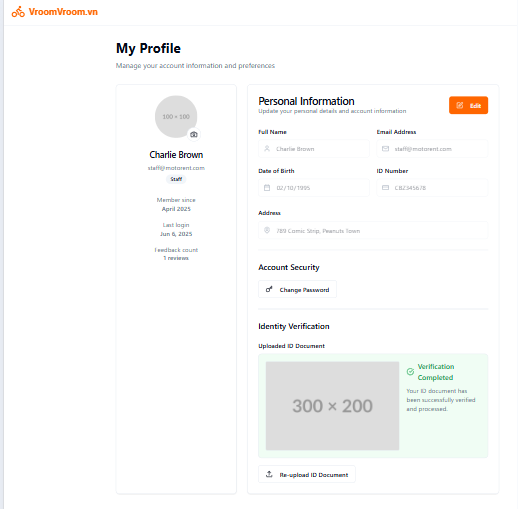 VroomVroom.vn
My Profile
Manage your account information and preferences
100 × 100
Charlie Brown
staff@motorent.com
Staff
Member since
April 2025
Last login
Jun 6, 2025
Feedback count
1 reviews
Personal Information
Update your personal details and account information
Edit
Full Name
Charlie Brown
Email Address
staff@motorent.com
Date of Birth
02/10/1995
ID Number
CB2345678
Address
789 Comic Strip, Peanuts Town
Account Security
Change Password
Identity Verification
Uploaded ID Document
300 × 200
Verification
Completed
Your ID document has
been successfully verified
and processed.
Re-upload ID Document